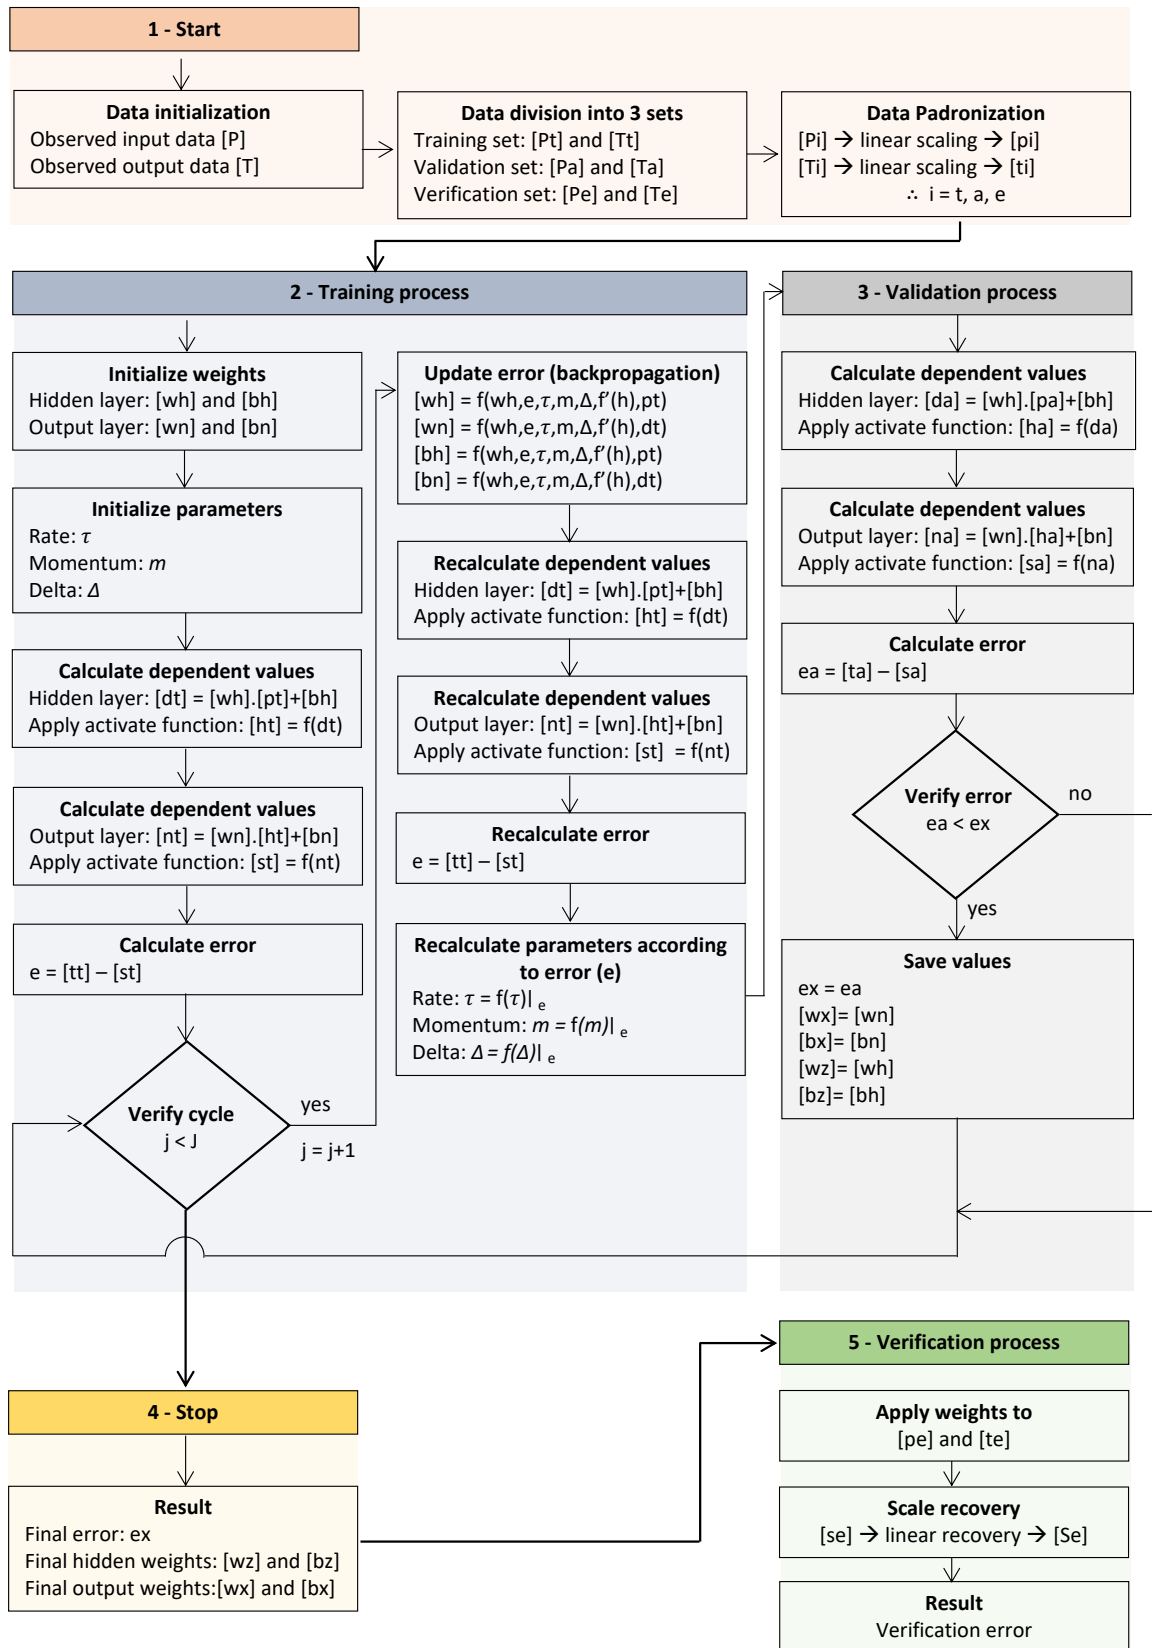 1 - Start
Data initialization
Observed input data [P]
Observed output data [T]
Data division into 3 sets
Training set: [Pt] and [Tt]
Validation set: [Pa] and [Ta]
Verification set: [Pe] and [Te]
Data Padronization
[Pi] → linear scaling → [pi]
[Ti] → linear scaling → [ti]
∴ i = t, a, e
2 - Training process
Initialize weights
Hidden layer: [wh] and [bh]
Output layer: [wn] and [bn]
Initialize parameters
Rate: τ
Momentum: m
Delta: Δ
Calculate dependent values
Hidden layer: [dt] = [wh].[pt]+[bh]
Apply activate function: [ht] = f(dt)
Calculate dependent values
Output layer: [nt] = [wn].[ht]+[bn]
Apply activate function: [st] = f(nt)
Calculate error
e = [tt] – [st]
Verify cycle
j < J
yes
j = j+1
Update error (backpropagation)
[wh] = f(wh,e,τ,m,Δ,f’(h),pt)
[wn] = f(wh,e,τ,m,Δ,f’(h),dt)
[bh] = f(wh,e,τ,m,Δ,f’(h),pt)
[bn] = f(wh,e,τ,m,Δ,f’(h),dt)
Recalculate dependent values
Hidden layer: [dt] = [wh].[pt]+[bh]
Apply activate function: [ht] = f(dt)
Recalculate dependent values
Output layer: [nt] = [wn].[ht]+[bn]
Apply activate function: [st] = f(nt)
Recalculate error
e = [tt] – [st]
Recalculate parameters according
to error (e)
Rate: τ = f(τ)| e
Momentum: m = f(m)| e
Delta: Δ = f(Δ)| e
3 - Validation process
Calculate dependent values
Hidden layer: [da] = [wh].[pa]+[bh]
Apply activate function: [ha] = f(da)
Calculate dependent values
Output layer: [na] = [wn].[ha]+[bn]
Apply activate function: [sa] = f(na)
Calculate error
ea = [ta] – [sa]
Verify error
ea < ex
no
yes
Save values
ex = ea
[wx]= [wn]
[bx]= [bn]
[wz]= [wh]
[bz]= [bh]
4 - Stop
Result
Final error: ex
Final hidden weights: [wz] and [bz]
Final output weights:[wx] and [bx]
5 - Verification process
Apply weights to
[pe] and [te]
Scale recovery
[se] → linear recovery → [Se]
Result
Verification error